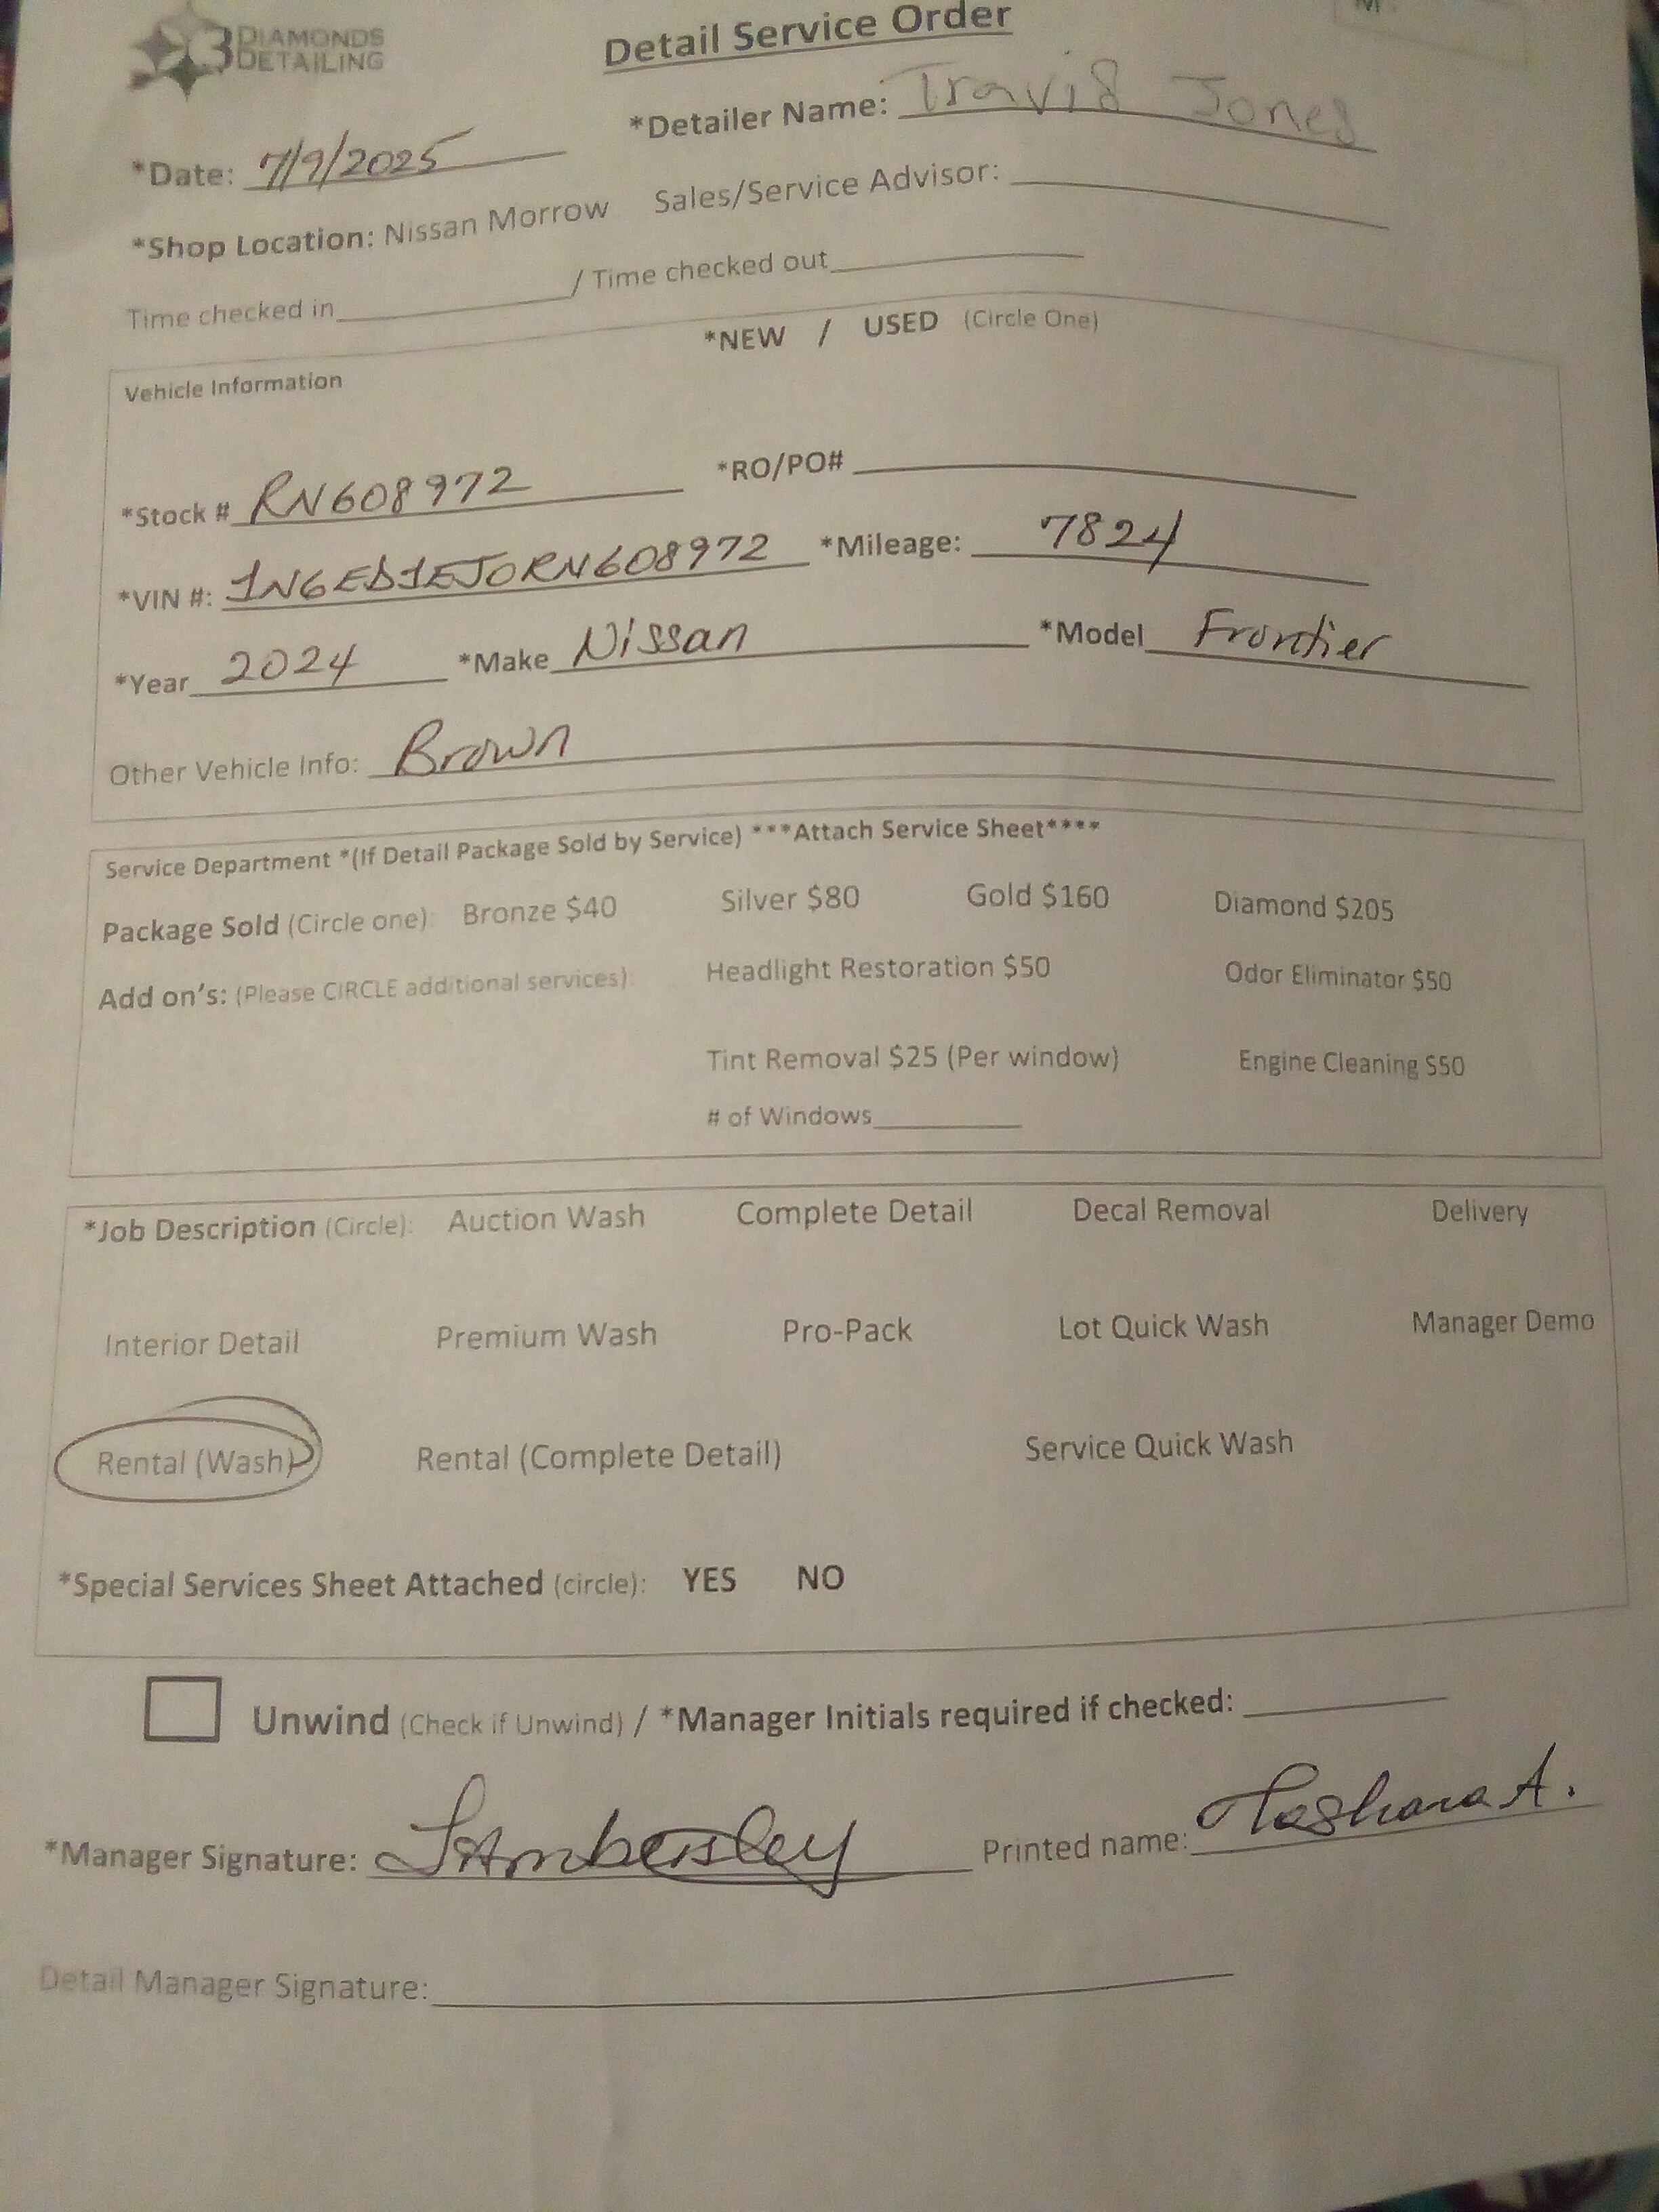 3 DIAMONDS
DETAILING
Detail Service Order
*Detailer Name: Travis Jones
*Date: 7/9/2025
*Shop Location: Nissan Morrow Sales/Service Advisor:
Time checked in / Time checked out
*NEW / USED (Circle One)
Vehicle Information
*Stock # RN608972 *RO/PO#
*VIN #: 1N6ED1EJ0RN608972 *Mileage: 7824
*Year 2024 *Make Nissan *Model Frontier
Other Vehicle Info: Brown
Service Department *(If Detail Package Sold by Service) ***Attach Service Sheet****
Package Sold (Circle one): Bronze $40 Silver $80 Gold $160 Diamond $205
Add on's: (Please CIRCLE additional services): Headlight Restoration $50 Odor Eliminator $50
Tint Removal $25 (Per window) Engine Cleaning $50
# of Windows
*Job Description (Circle): Auction Wash Complete Detail Decal Removal Delivery
Interior Detail Premium Wash Pro-Pack Lot Quick Wash Manager Demo
Rental (Wash) Rental (Complete Detail) Service Quick Wash
*Special Services Sheet Attached (circle): YES NO
Unwind (Check if Unwind) / *Manager Initials required if checked:
*Manager Signature: Printed name: Tashara A.
Detail Manager Signature: